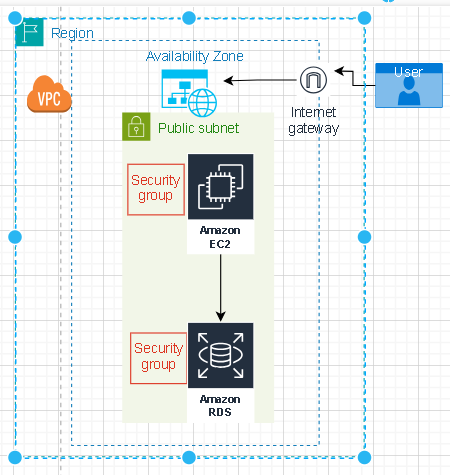 Region
Availability Zone
User
VPC
Internet
gateway
Public subnet
Security
group
Amazon
EC2
Security
group
Amazon
RDS